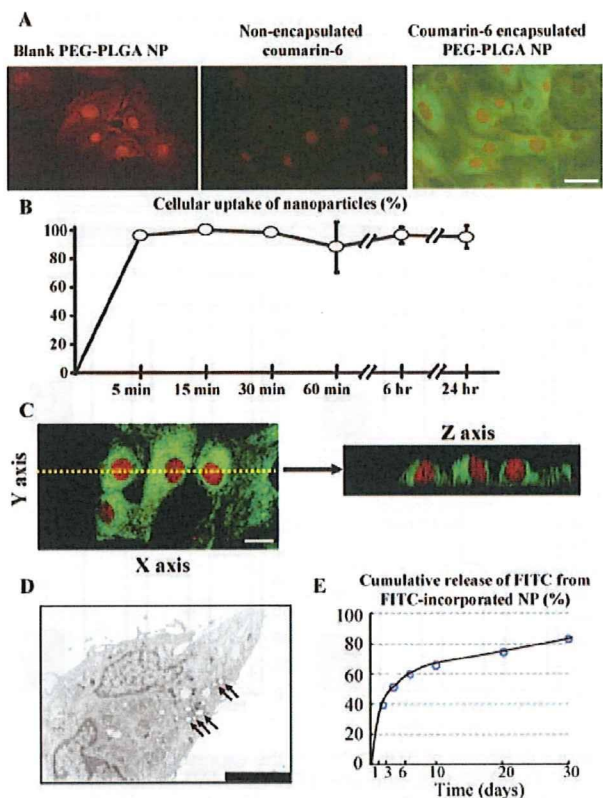 A
Blank PEG-PLGA NP
Non-encapsulated
coumarin-6
Coumarin-6 encapsulated
PEG-PLGA NP
B
Cellular uptake of nanoparticles (%)
100
80
60
40
20
0
5 min
15 min
30 min
60 min
6 hr
24 hr
C
Y axis
X axis
Z axis
D
E
Cumulative release of FITC from
FITC-incorporated NP (%)
80
60
40
20
0
1 3 6 10 20 30
Time (days)